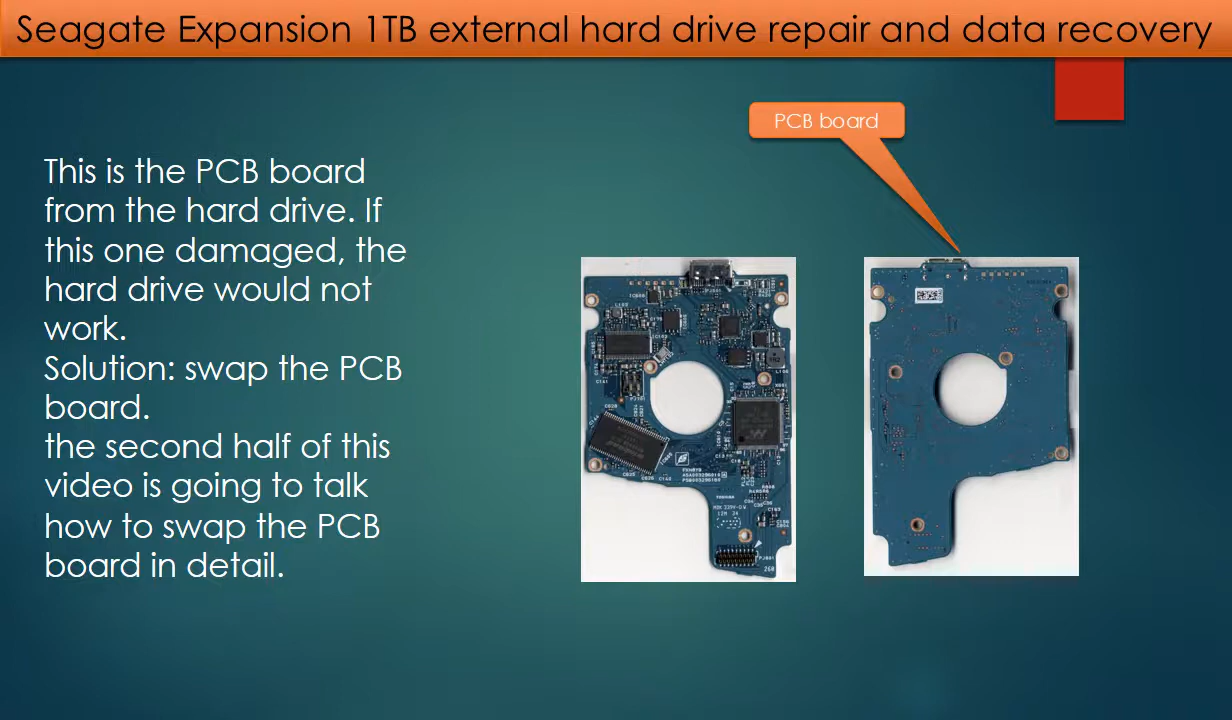 Seagate Expansion 1TB external hard drive repair and data recovery
PCB board
This is the PCB board
from the hard drive. If
this one damaged, the
hard drive would not
work.
Solution: swap the PCB
board.
the second half of this
video is going to talk
how to swap the PCB
board in detail.